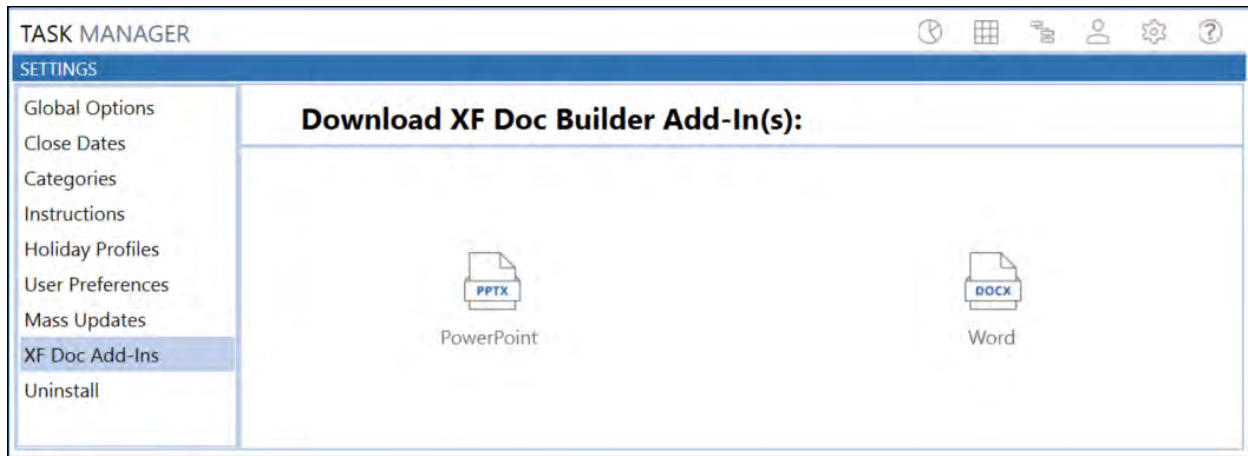 TASK MANAGER
SETTINGS
Global Options
Close Dates
Categories
Instructions
Holiday Profiles
User Preferences
Mass Updates
XF Doc Add-Ins
Uninstall
Download XF Doc Builder Add-In(s):
PPTX
PowerPoint
DOCX
Word